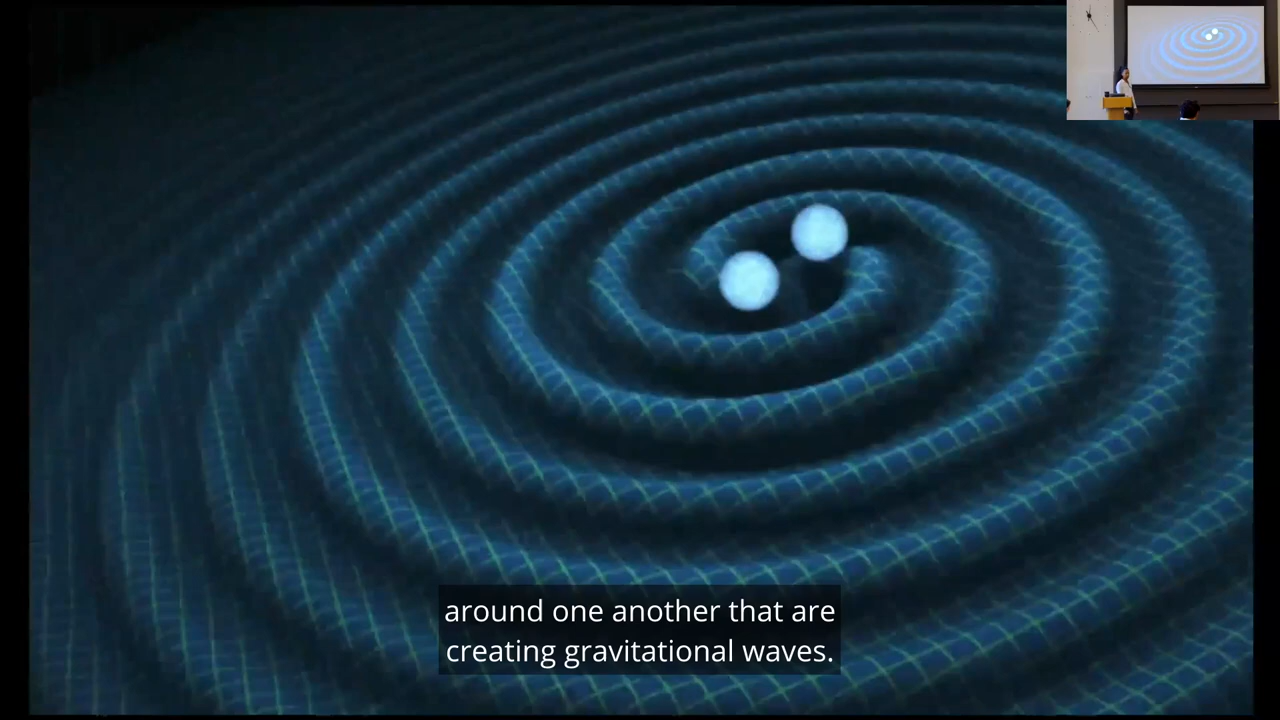 around one another that are
creating gravitational waves.